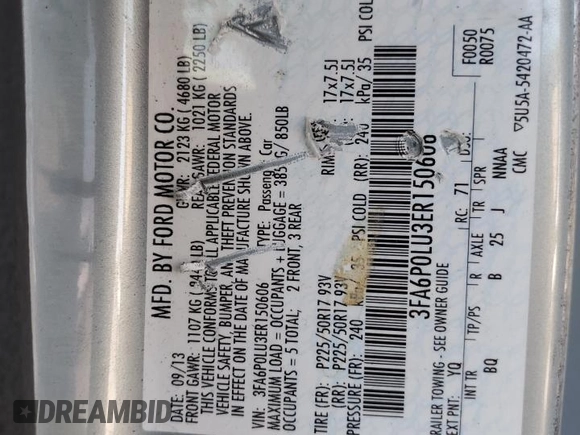 MFD. BY FORD MOTOR CO.
DATE: 09/13 GVWR: 2123 KG ( 4680 LB)
FRONT GAWR: 1107 KG LB) GAWR: 1021 KG ( 2250 LB)
THIS VEHICLE CONFORMS ALL APPLICABLE FEDERAL MOTOR
VEHICLE SAFETY, BUMPER, AND THEFT PREVENTION STANDARDS
IN EFFECT ON THE DATE OF MANUFACTURE SHOWN ABOVE.
VIN: 3FA6P0LU3ER150606 TYPE: Passenger Car
MAXIMUM LOAD = OCCUPANTS + LUGGAGE = 385 / 850LB
OCCUPANTS = 5 TOTAL; 2 FRONT, 3 REAR
TIRE (FR): P225/50R17 93V RIMS 17x7.5J
(RR): P225/50R17 93V 17x7.5J
PRESSURE (FR): 240 35 PSI COLD (RR): 240 kPa/ 35 PSI COLD
3FA6P0LU3ER150606
F0050
R0075
TRAILER TOWING - SEE OWNER GUIDE
EXT PNT: YQ RC: 71 DSO:
INT TR TP/PS R AXLE TR SPR
BQ B 25 J NNAA
CMC ▽5U5A-5420472-AA
DREAMBID